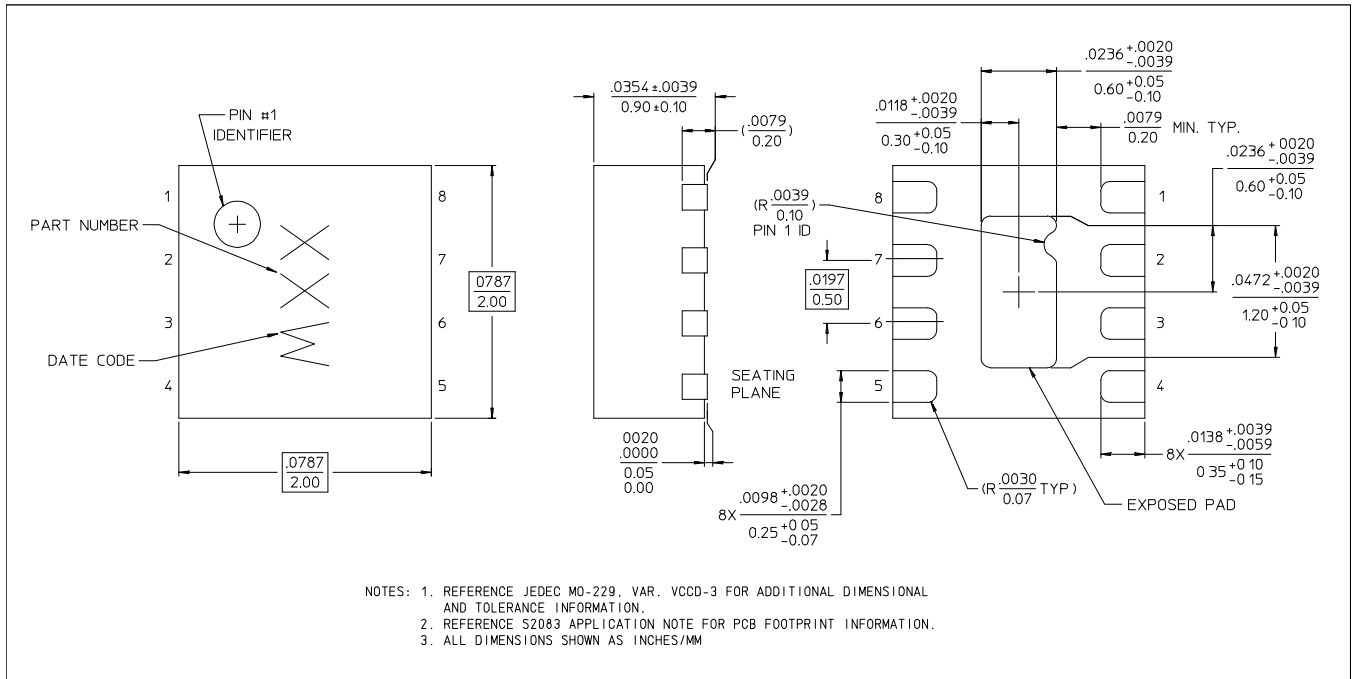 PIN #1
IDENTIFIER
PART NUMBER
DATE CODE
1
2
3
4
8
7
6
5
.0787
2.00
.0787
2.00
.0354 ±.0039
0.90 ±0.10
( .0079 )
0.20
SEATING
PLANE
0020
.0000
0.05
0.00
.0236 +.0020
-.0039
0.60 +0.05
-0.10
.0118 +.0020
-.0039
0.30 +0.05
-0.10
.0079 MIN. TYP.
0.20
.0236 +.0020
-.0039
0.60 +0.05
-0.10
(R .0039 )
0.10
PIN 1 ID
.0197
0.50
8
7
6
5
1
2
3
4
.0472 +.0020
-.0039
1.20 +0.05
-0 10
8X .0138 +.0039
-.0059
0 35 +0 10
-0 15
8X .0098 +.0020
-.0028
0.25 +0 05
-0.07
(R .0030 TYP )
0.07
EXPOSED PAD
NOTES: 1. REFERENCE JEDEC MO-229, VAR. VCCD-3 FOR ADDITIONAL DIMENSIONAL
AND TOLERANCE INFORMATION.
2. REFERENCE S2083 APPLICATION NOTE FOR PCB FOOTPRINT INFORMATION.
3. ALL DIMENSIONS SHOWN AS INCHES/MM